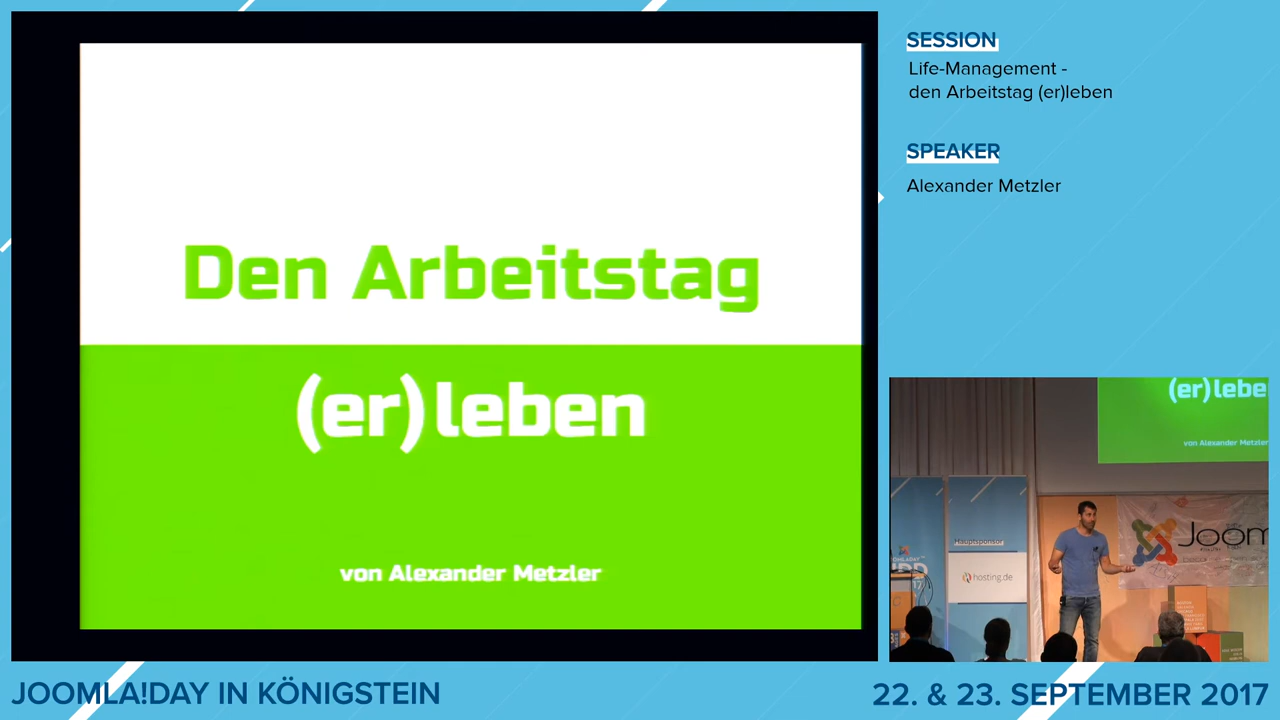 Den Arbeitstag
(er)leben
von Alexander Metzler
SESSION
Life-Management -
den Arbeitstag (er)leben
SPEAKER
Alexander Metzler
(er)lebe
von Alexander Metzler
Hauptsponsor
hosting.de
Joom
JOOMLA!DAY IN KÖNIGSTEIN
22. & 23. SEPTEMBER 2017